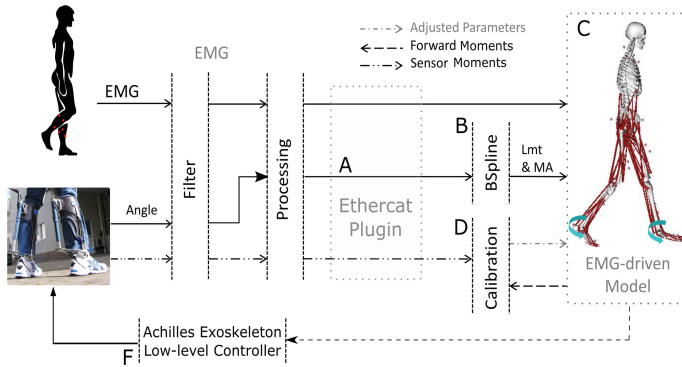 EMG
Adjusted Parameters
Forward Moments
Sensor Moments
C
EMG
Filter
Processing
A
Ethercat
Plugin
B
BSpline
Lmt
& MA
Angle
D
Calibration
EMG-driven
Model
Achilles Exoskeleton
Low-level Controller
F